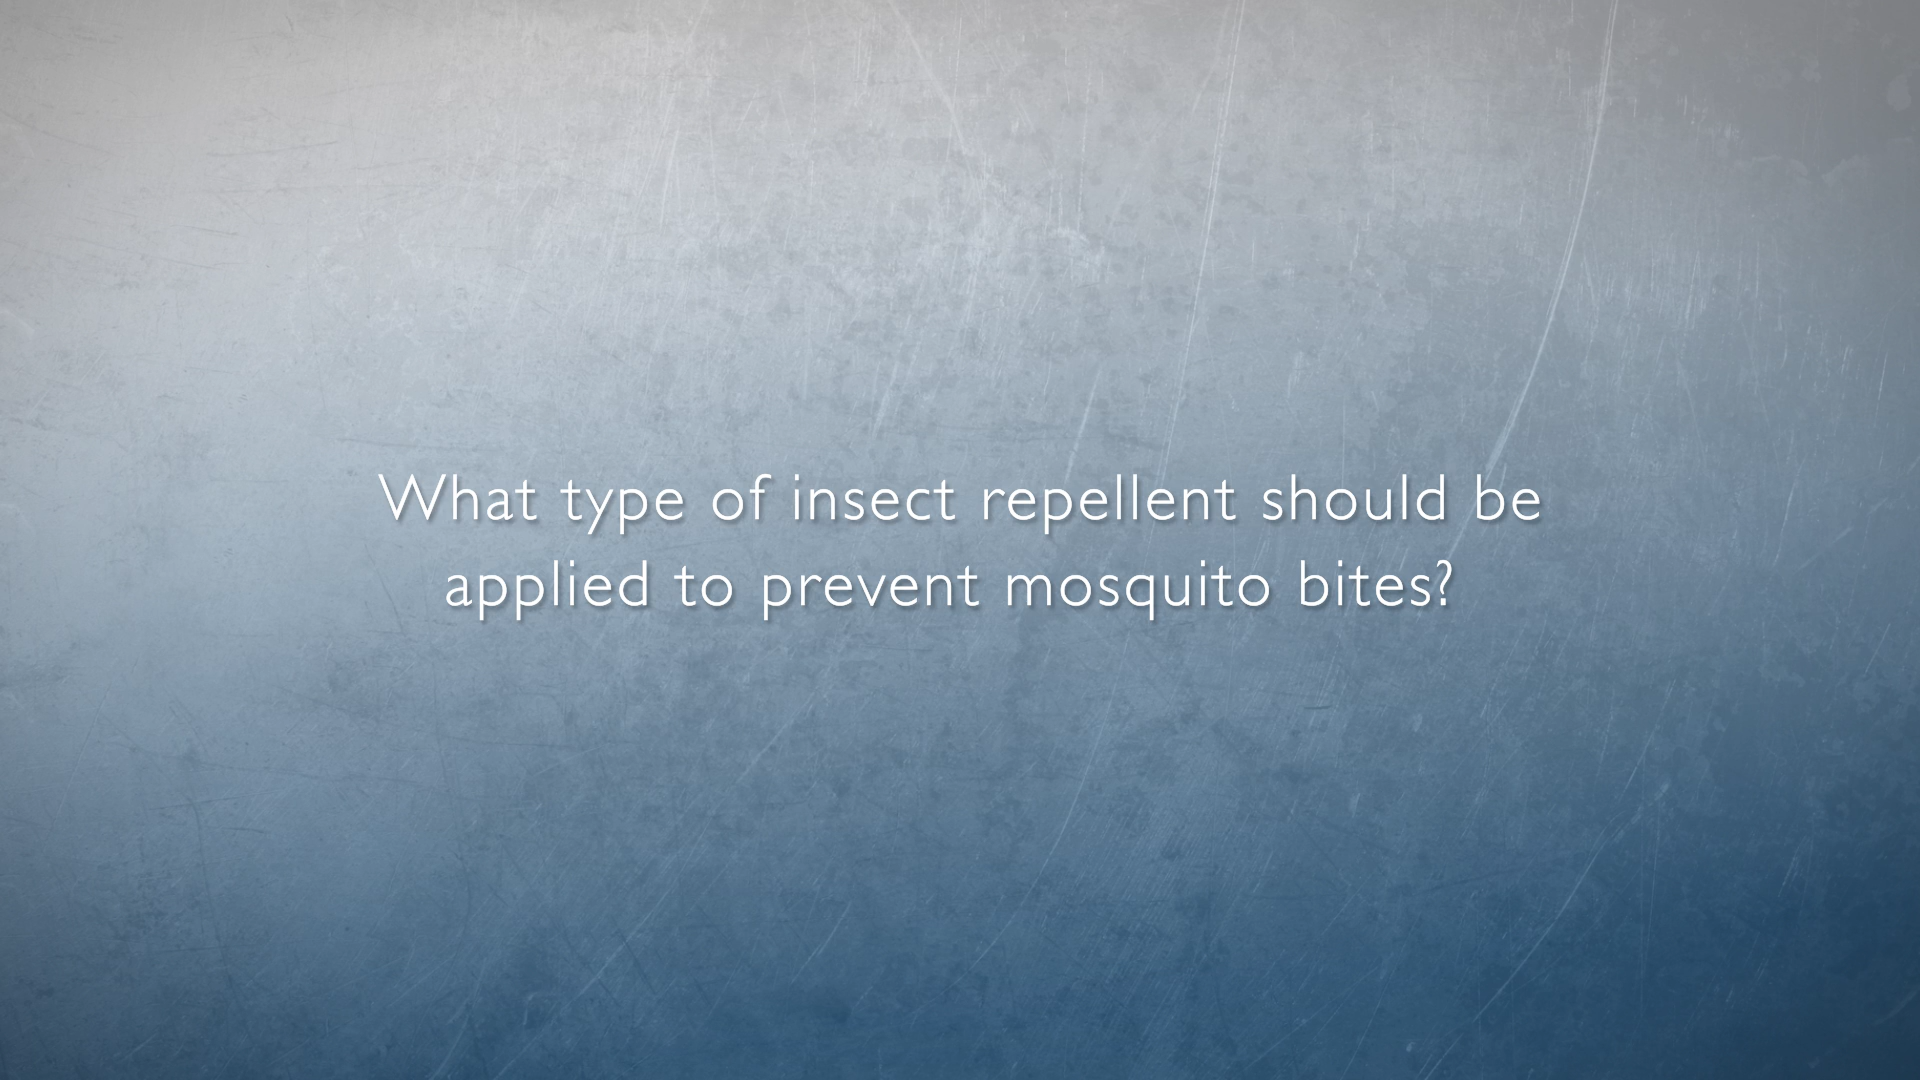 What type of insect repellent should be
applied to prevent mosquito bites?